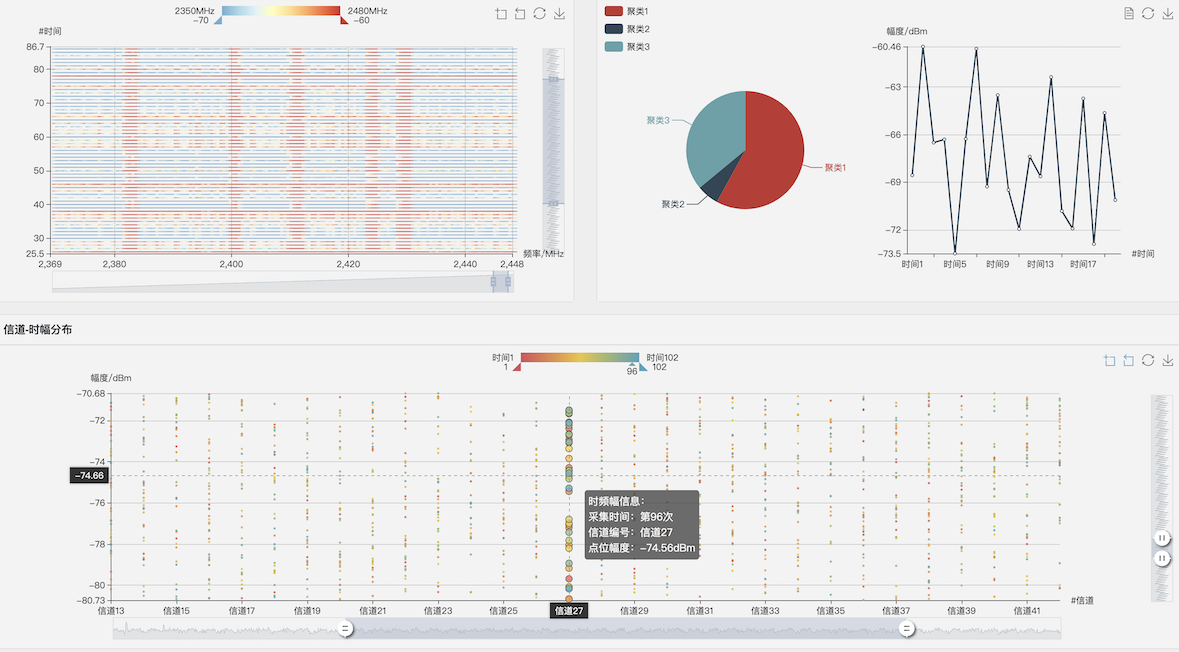 2350MHz 2480MHz
−70 −60
#时间
86.7
80
70
60
50
40
30
25.5
2,369 2,380 2,400 2,420 2,440 2,448
频率/MHz
聚类1
聚类2
聚类3
聚类3
聚类1
聚类2
幅度/dBm
−60.46
−63
−66
−69
−72
−73.5
时间1 时间5 时间9 时间13 时间17
#时间
信道-时幅分布
时间1 时间102
1 96 102
幅度/dBm
−70.68
−72
−74
−74.66
−76
−78
−80
−80.73
时频幅信息：
采集时间：第96次
信道编号：信道27
点位幅度：−74.56dBm
信道13 信道15 信道17 信道19 信道21 信道23 信道25 信道27 信道29 信道31 信道33 信道35 信道37 信道39 信道41
#信道